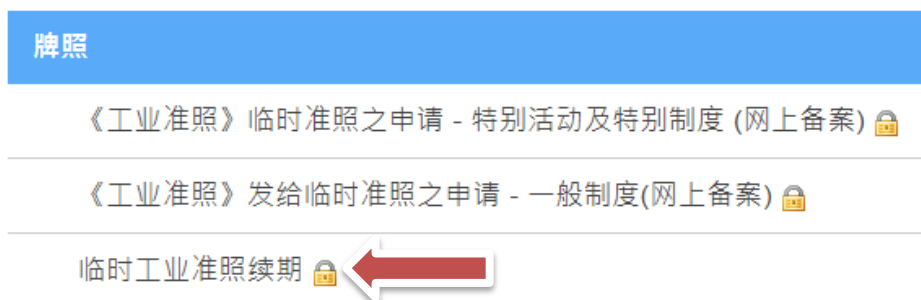 牌照
《工业准照》临时准照之申请 - 特别活动及特别制度 (网上备案)
《工业准照》发给临时准照之申请 - 一般制度(网上备案)
临时工业准照续期